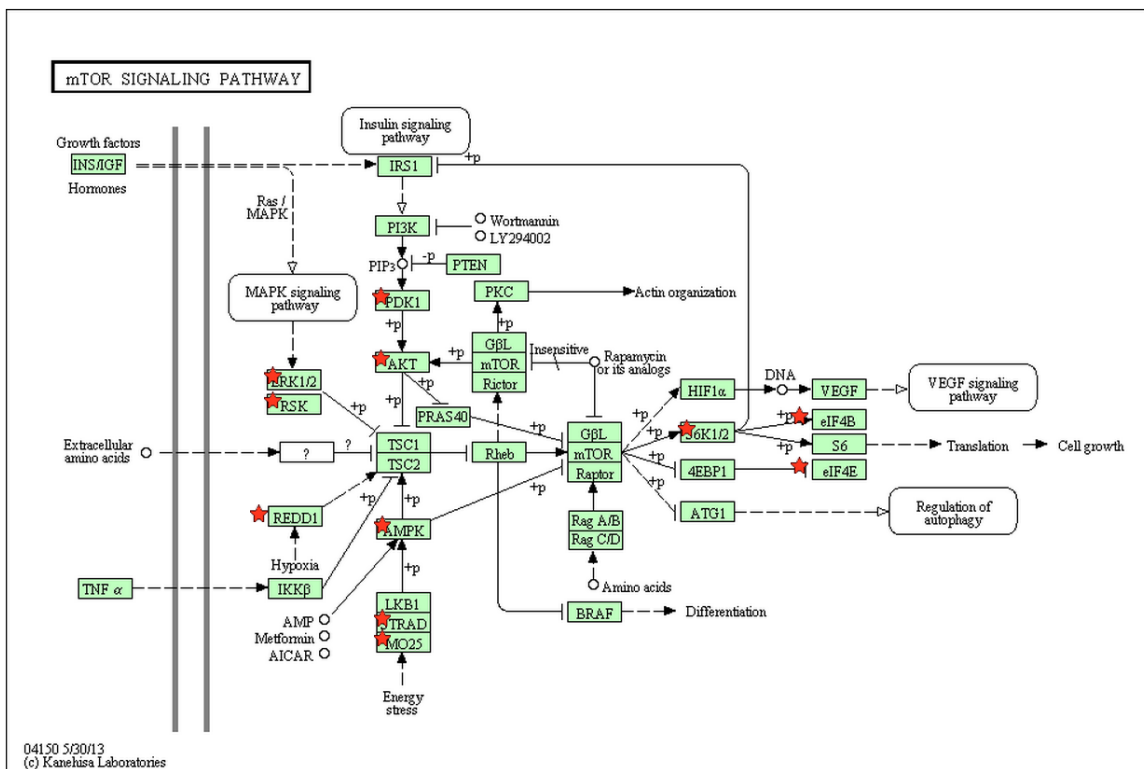 mTOR SIGNALING PATHWAY
Insulin signaling
pathway
Growth factors
INS/IGF
Hormones
IRS1
+p
Ras /
MAPK
PI3K
Wortmannin
LY294002
PIP3
-p
PTEN
MAPK signaling
pathway
PDK1
PKC
Actin organization
+p
+p
GβL
mTOR
Rictor
Insensitive
Rapamycin
or its analogs
AKT
+p
ERK1/2
RSK
+p
+p
+p
PRAS40
+p
HIF1α
DNA
VEGF
VEGF signaling
pathway
+p
S6K1/2
+p
eIF4B
+p
S6
Translation
Cell growth
Extracellular
amino acids
?
?
TSC1
TSC2
Rheb
GβL
mTOR
Raptor
+p
4EBP1
eIF4E
+p
+p
+p
+p
REDD1
AMPK
Rag A/B
Rag C/D
ATG1
Regulation of
autophagy
Hypoxia
TNF α
IKKβ
+p
Amino acids
LKB1
STRAD
MO25
BRAF
Differentiation
AMP
Metformin
AICAR
Energy
stress
04150 5/30/13
(c) Kanehisa Laboratories